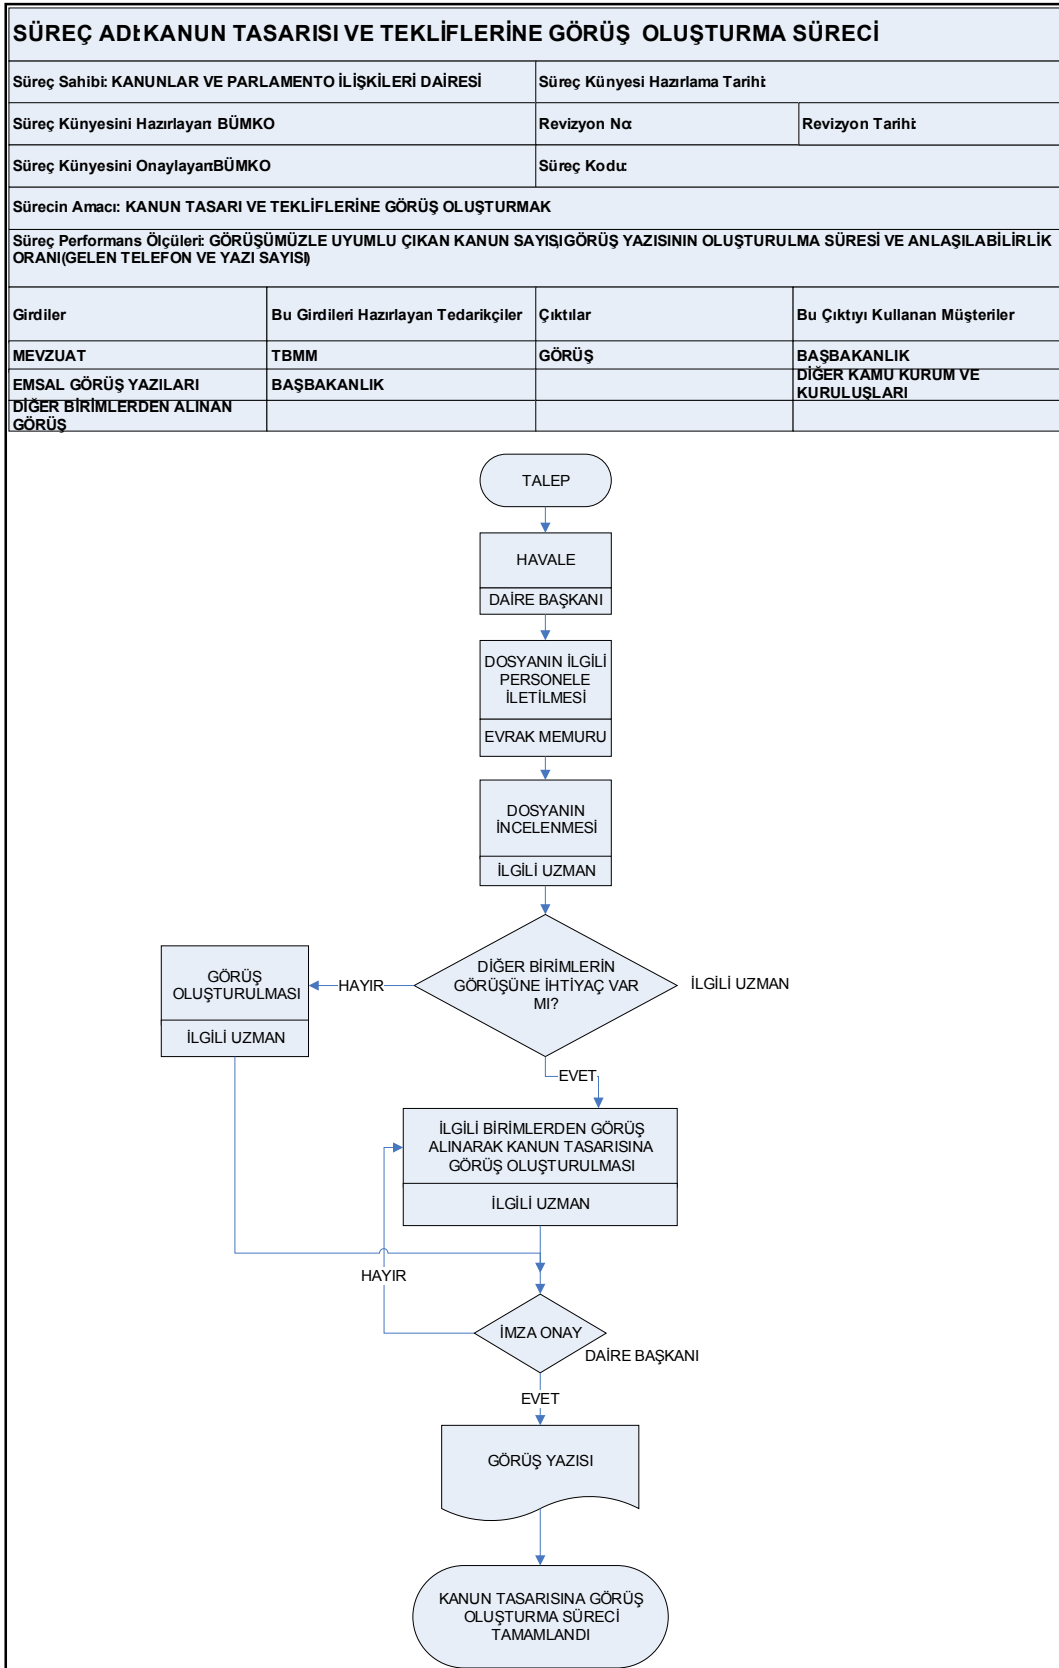 SÜREÇ ADI:KANUN TASARISI VE TEKLİFLERİNE GÖRÜŞ OLUŞTURMA SÜRECİ
Süreç Sahibi: KANUNLAR VE PARLAMENTO İLİŞKİLERİ DAİRESİ
Süreç Künyesi Hazırlama Tarihi:
Süreç Künyesini Hazırlayan: BÜMKO
Revizyon No:
Revizyon Tarihi:
Süreç Künyesini Onaylayan:BÜMKO
Süreç Kodu:
Sürecin Amacı: KANUN TASARI VE TEKLİFLERİNE GÖRÜŞ OLUŞTURMAK
Süreç Performans Ölçüleri: GÖRÜŞÜMÜZLE UYUMLU ÇIKAN KANUN SAYISI,GÖRÜŞ YAZISININ OLUŞTURULMA SÜRESİ VE ANLAŞILABİLİRLİK
ORANI(GELEN TELEFON VE YAZI SAYISI)
Girdiler
Bu Girdileri Hazırlayan Tedarikçiler
Çıktılar
Bu Çıktıyı Kullanan Müşteriler
MEVZUAT
TBMM
GÖRÜŞ
BAŞBAKANLIK
EMSAL GÖRÜŞ YAZILARI
BAŞBAKANLIK
DİĞER KAMU KURUM VE
KURULUŞLARI
DİĞER BİRİMLERDEN ALINAN
GÖRÜŞ
TALEP
HAVALE
DAİRE BAŞKANI
DOSYANIN İLGİLİ
PERSONELE
İLETİLMESİ
EVRAK MEMURU
DOSYANIN
İNCELENMESİ
İLGİLİ UZMAN
DİĞER BİRİMLERİN
GÖRÜŞÜNE İHTİYAÇ VAR
MI?
İLGİLİ UZMAN
HAYIR
GÖRÜŞ
OLUŞTURULMASI
İLGİLİ UZMAN
EVET
İLGİLİ BİRİMLERDEN GÖRÜŞ
ALINARAK KANUN TASARISINA
GÖRÜŞ OLUŞTURULMASI
İLGİLİ UZMAN
HAYIR
İMZA ONAY
DAİRE BAŞKANI
EVET
GÖRÜŞ YAZISI
KANUN TASARISINA GÖRÜŞ
OLUŞTURMA SÜRECİ
TAMAMLANDI